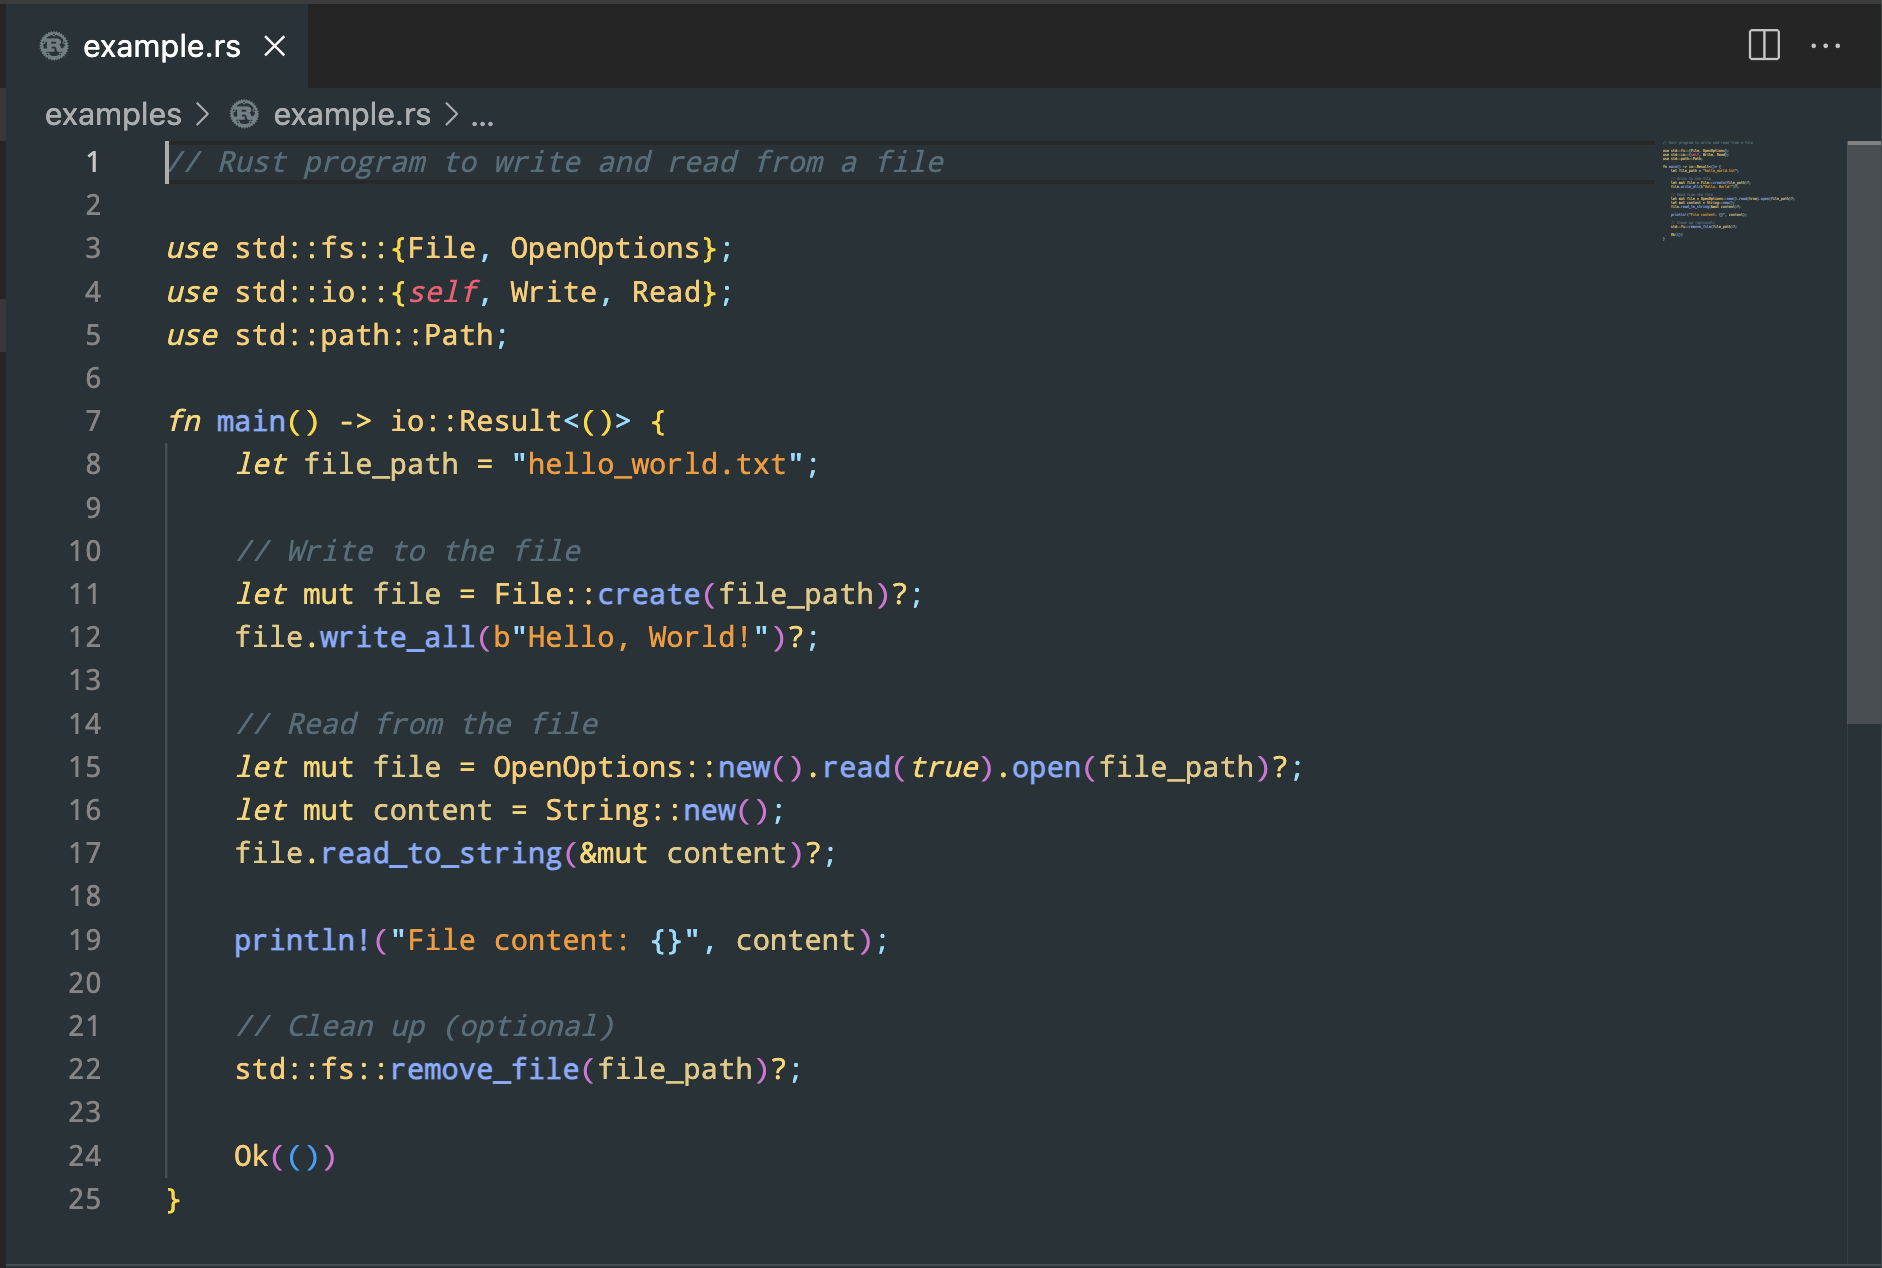 example.rs
examples > example.rs > ...
1 // Rust program to write and read from a file
2
3 use std::fs::{File, OpenOptions};
4 use std::io::{self, Write, Read};
5 use std::path::Path;
6
7 fn main() -> io::Result<()> {
8     let file_path = "hello_world.txt";
9
10     // Write to the file
11     let mut file = File::create(file_path)?;
12     file.write_all(b"Hello, World!")?;
13
14     // Read from the file
15     let mut file = OpenOptions::new().read(true).open(file_path)?;
16     let mut content = String::new();
17     file.read_to_string(&mut content)?;
18
19     println!("File content: {}", content);
20
21     // Clean up (optional)
22     std::fs::remove_file(file_path)?;
23
24     Ok(())
25 }